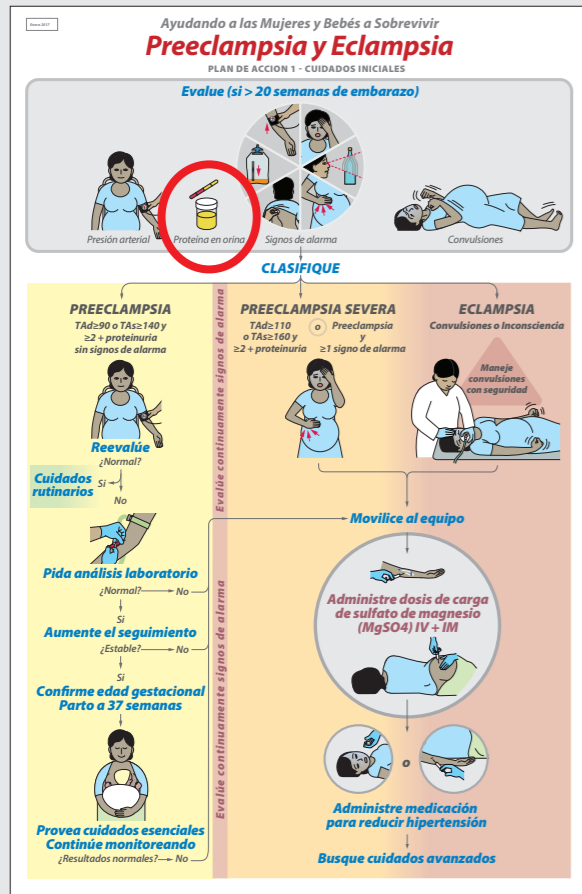 Enero 2017
Ayudando a las Mujeres y Bebés a Sobrevivir
Preeclampsia y Eclampsia
PLAN DE ACCION 1 - CUIDADOS INICIALES
Evalue (si > 20 semanas de embarazo)
Presión arterial
Proteína en orina
Signos de alarma
Convulsiones
CLASIFIQUE
PREECLAMPSIA
TAd≥90 o TAs≥140 y
≥2 + proteinuria
sin signos de alarma
Reevalúe
¿Normal?
Si
Cuidados
rutinarios
No
Pida análisis laboratorio
¿Normal?
No
Si
Aumente el seguimiento
¿Estable?
No
Si
Confirme edad gestacional
Parto a 37 semanas
Provea cuidados esenciales
Continúe monitoreando
¿Resultados normales?
No
Evalúe continuamente signos de alarma
Evalúe continuamente signos de alarma
PREECLAMPSIA SEVERA
TAd≥110
o TAs≥160 y
≥2 + proteinuria
o
Preeclampsia
y
≥1 signo de alarma
ECLAMPSIA
Convulsiones o Inconsciencia
Maneje
convulsiones
con seguridad
Movilice al equipo
Administre dosis de carga
de sulfato de magnesio
(MgSO4) IV + IM
o
Administre medicación
para reducir hipertensión
Busque cuidados avanzados